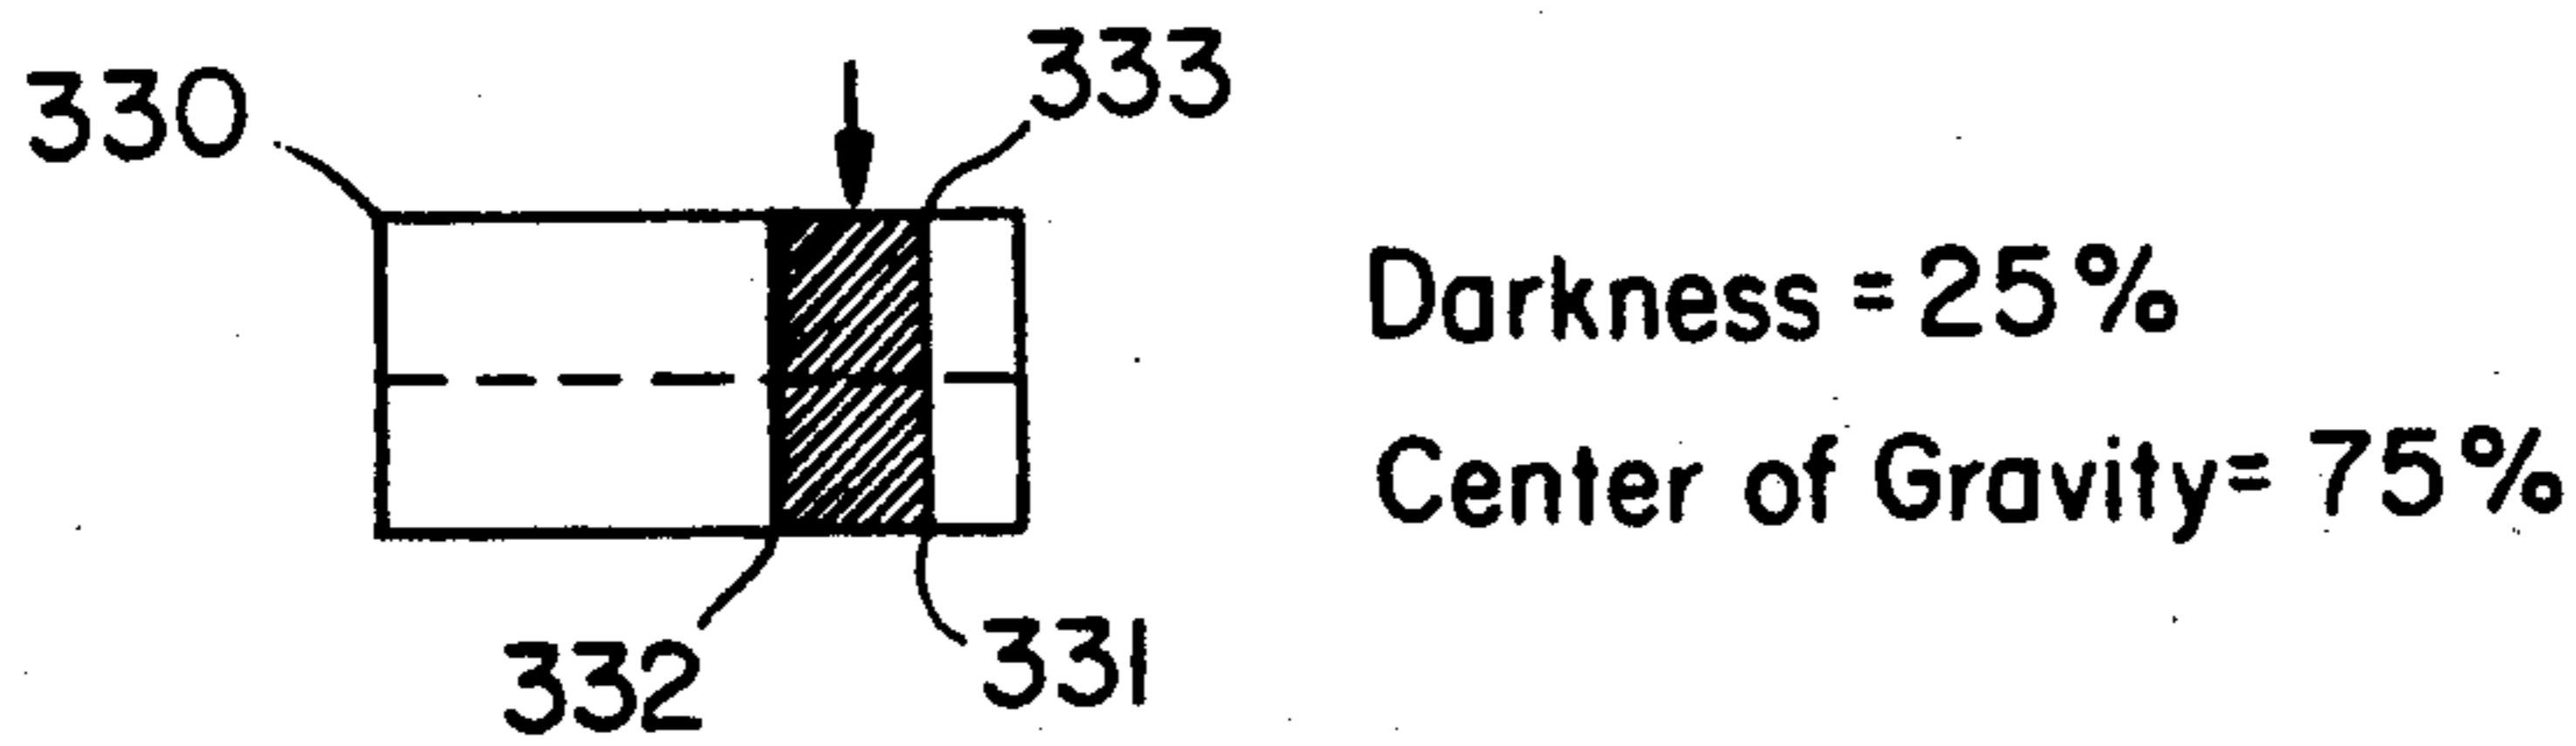 330
333
Darkness = 25%
Center of Gravity = 75%
332
331